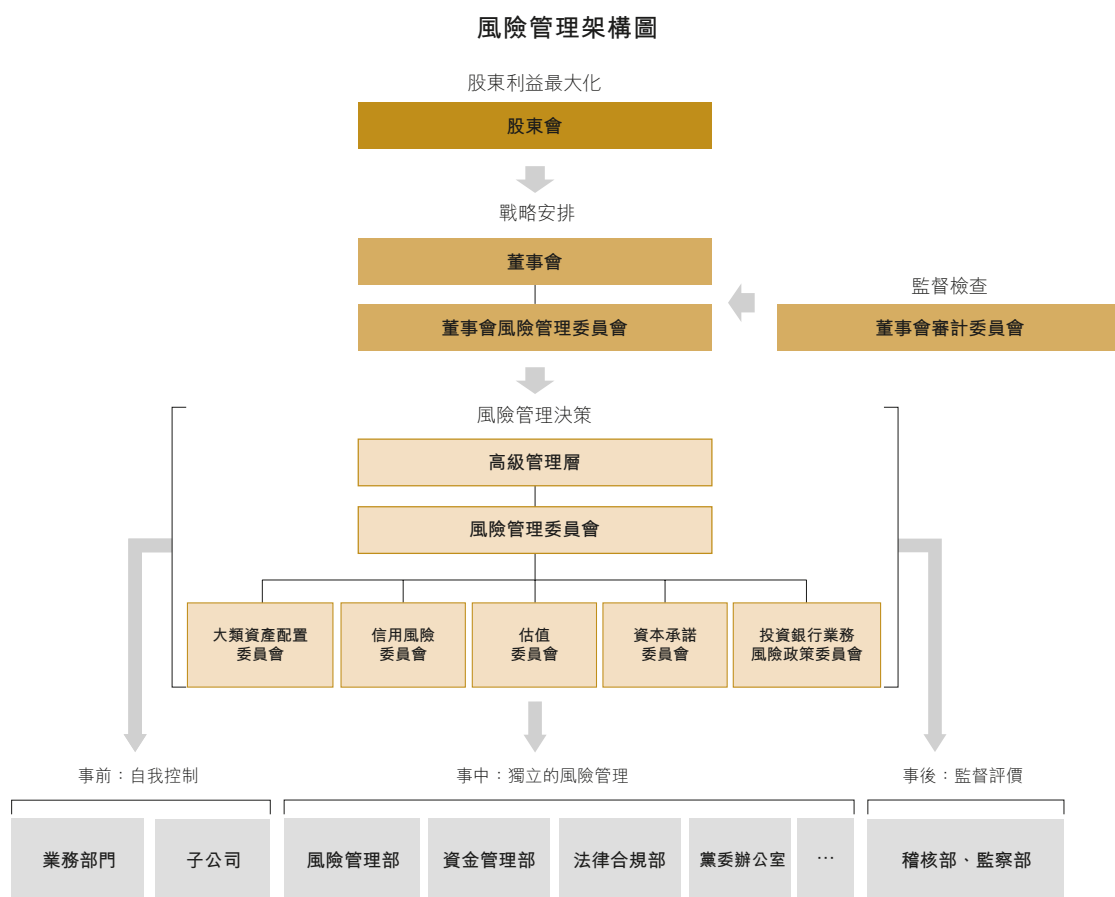 風險管理架構圖
股東利益最大化
股東會
戰略安排
董事會
監督檢查
董事會風險管理委員會
董事會審計委員會
風險管理決策
高級管理層
風險管理委員會
大類資產配置
委員會
信用風險
委員會
估值
委員會
資本承諾
委員會
投資銀行業務
風險政策委員會
事前：自我控制
事中：獨立的風險管理
事後：監督評價
業務部門
子公司
風險管理部
資金管理部
法律合規部
黨委辦公室
…
稽核部、監察部